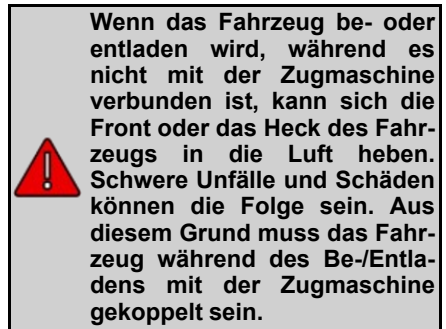 Wenn das Fahrzeug be- oder
entladen wird, während es
nicht mit der Zugmaschine
verbunden ist, kann sich die
Front oder das Heck des Fahr-
zeugs in die Luft heben.
Schwere Unfälle und Schäden
können die Folge sein. Aus
diesem Grund muss das Fahr-
zeug während des Be-/Entla-
dens mit der Zugmaschine
gekoppelt sein.